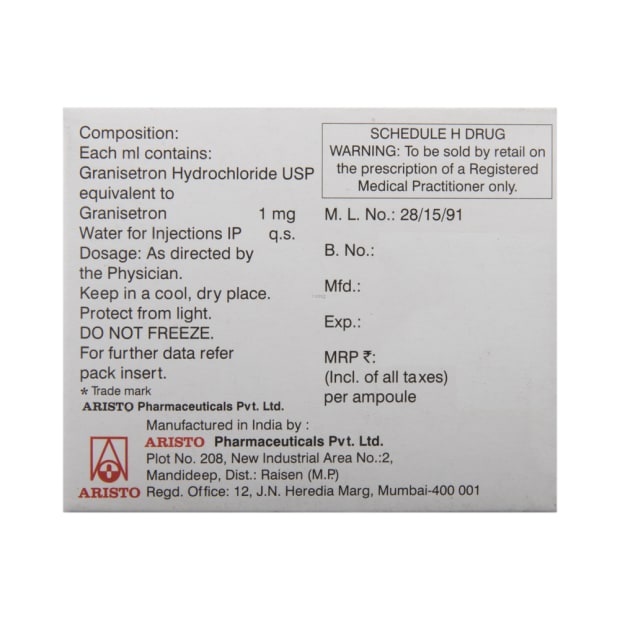 Composition:
Each ml contains:
Granisetron Hydrochloride USP
equivalent to
Granisetron 1 mg
Water for Injections IP q.s.
Dosage: As directed by
the Physician.
Keep in a cool, dry place.
Protect from light.
DO NOT FREEZE.
For further data refer
pack insert.
* Trade mark
ARISTO Pharmaceuticals Pvt. Ltd.
SCHEDULE H DRUG
WARNING: To be sold by retail on
the prescription of a Registered
Medical Practitioner only.
M. L. No.: 28/15/91
B. No.:
Mfd.:
Exp.:
MRP ₹:
(Incl. of all taxes)
per ampoule
Manufactured in India by :
ARISTO Pharmaceuticals Pvt. Ltd.
Plot No. 208, New Industrial Area No.:2,
Mandideep, Dist.: Raisen (M.P.)
ARISTO
Regd. Office: 12, J.N. Heredia Marg, Mumbai-400 001